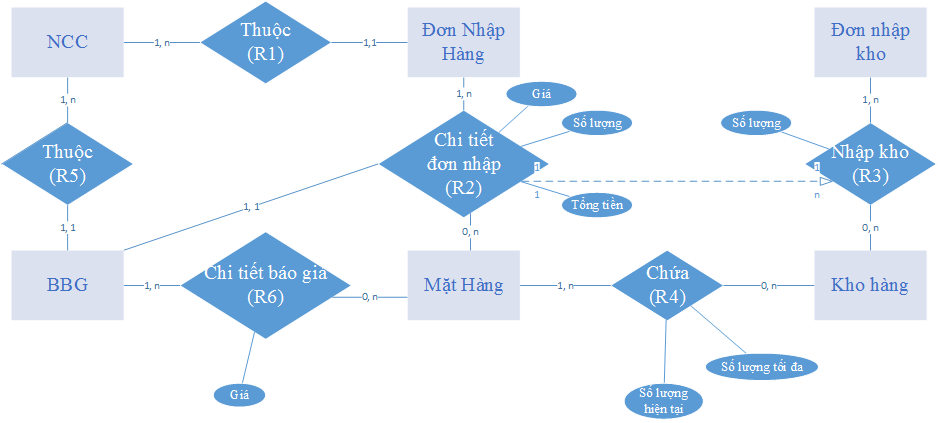 NCC
1, n
Thuộc
(R1)
1,1
Đơn Nhập
Hàng
Đơn nhập
kho
1, n
1, n
Giá
Số lượng
Số lượng
1, n
Thuộc
(R5)
Chi tiết
đơn nhập
(R2)
1
1
n
1
Nhập kho
(R3)
Tổng tiền
1, 1
1, 1
0, n
0, n
BBG
1, n
Chi tiết báo giá
(R6)
0, n
Mặt Hàng
1, n
Chứa
(R4)
0, n
Kho hàng
Giá
Số lượng tối đa
Số lượng
hiện tại